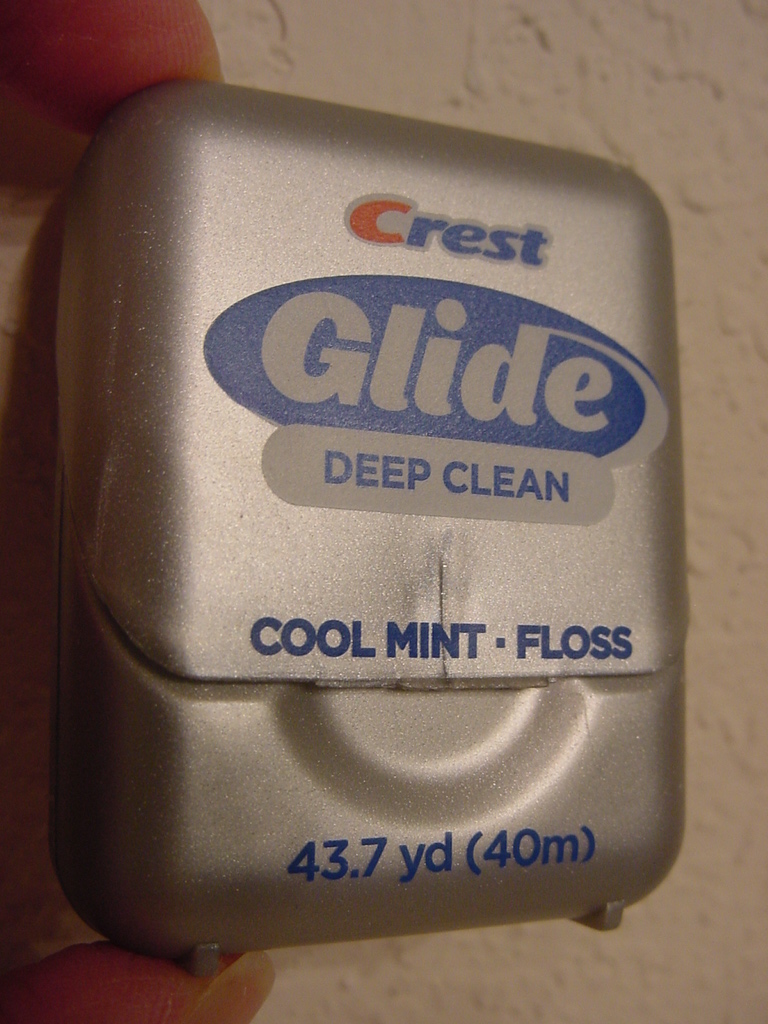 Crest
Glide
DEEP CLEAN
COOL MINT · FLOSS
43.7 yd (40m)